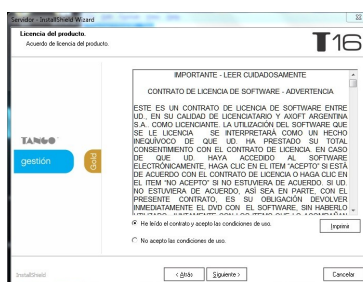 Servidor - InstallShield Wizard
Licencia del producto.
Acuerdo de licencia del producto.
T16
IMPORTANTE - LEER CUIDADOSAMENTE
CONTRATO DE LICENCIA DE SOFTWARE - ADVERTENCIA
ESTE ES UN CONTRATO DE LICENCIA DE SOFTWARE ENTRE
UD., EN SU CALIDAD DE LICENCIATARIO Y AXOFT ARGENTINA
S.A. COMO LICENCIANTE. LA UTILIZACIÓN DEL SOFTWARE QUE
SE LE LICENCIA SE INTERPRETARÁ COMO UN HECHO
INEQUÍVOCO DE QUE UD. HA PRESTADO SU TOTAL
CONSENTIMIENTO CON EL CONTRATO DE LICENCIA. EN CASO
DE QUE UD. HAYA ACCEDIDO AL SOFTWARE
ELECTRÓNICAMENTE, HAGA CLIC EN EL ITEM "ACEPTO" SI ESTÁ
DE ACUERDO CON EL CONTRATO DE LICENCIA O HAGA CLIC EN
EL ITEM "NO ACEPTO" SI NO ESTUVIERA DE ACUERDO. SI UD.
NO ESTUVIERA DE ACUERDO, ASÍ SEA EN PARTE, CON EL
PRESENTE CONTRATO, ES SU OBLIGACIÓN DEVOLVER
INMEDIATAMENTE EL DVD CON EL SOFTWARE, SIN HABERLO
UTILIZADO, JUNTAMENTE CON LOS ITEMS QUE LO ACOMPAÑAN
TANGO
gestión
Gold
He leído el contrato y acepto las condiciones de uso.
Imprimir
No acepto las condiciones de uso.
InstallShield
< Atrás
Siguiente >
Cancelar